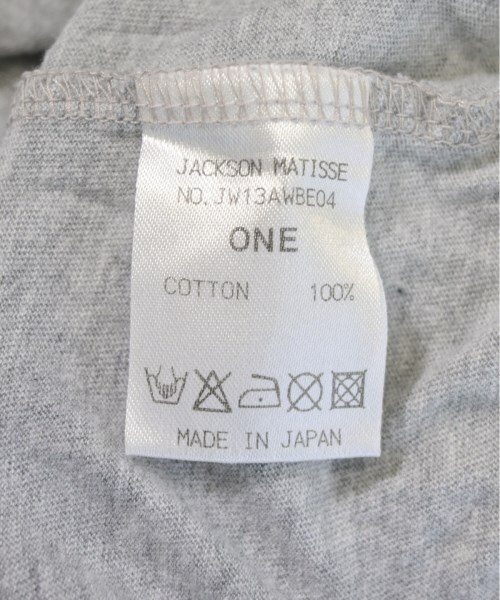 JACKSON MATISSE
NO.JW13AWBE04
ONE
COTTON 100%
MADE IN JAPAN